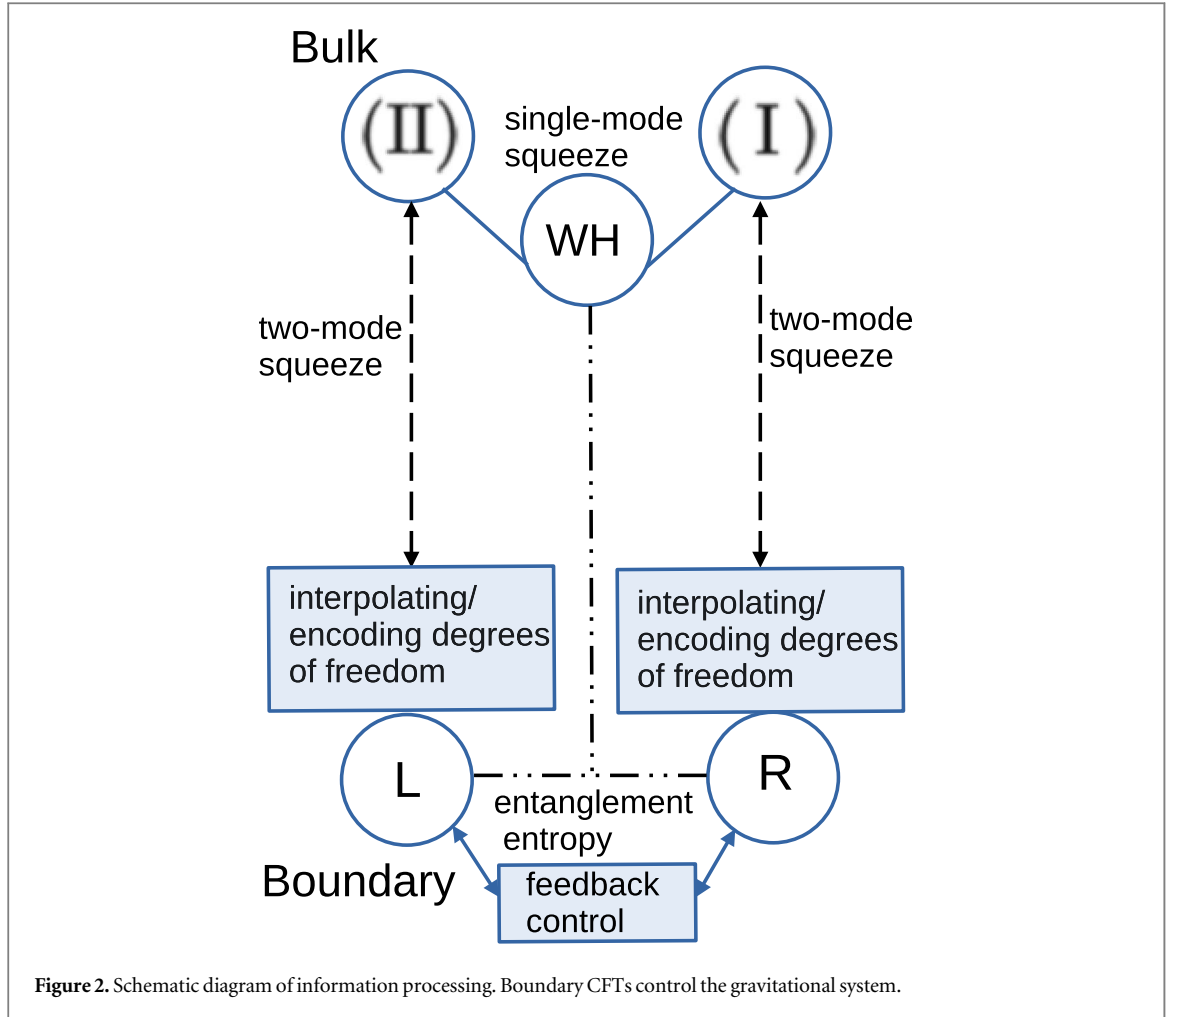 Bulk
(II)
(I)
single-mode
squeeze
WH
two-mode
squeeze
two-mode
squeeze
interpolating/
encoding degrees
of freedom
interpolating/
encoding degrees
of freedom
L
R
entanglement
entropy
Boundary
feedback
control
Figure 2. Schematic diagram of information processing. Boundary CFTs control the gravitational system.